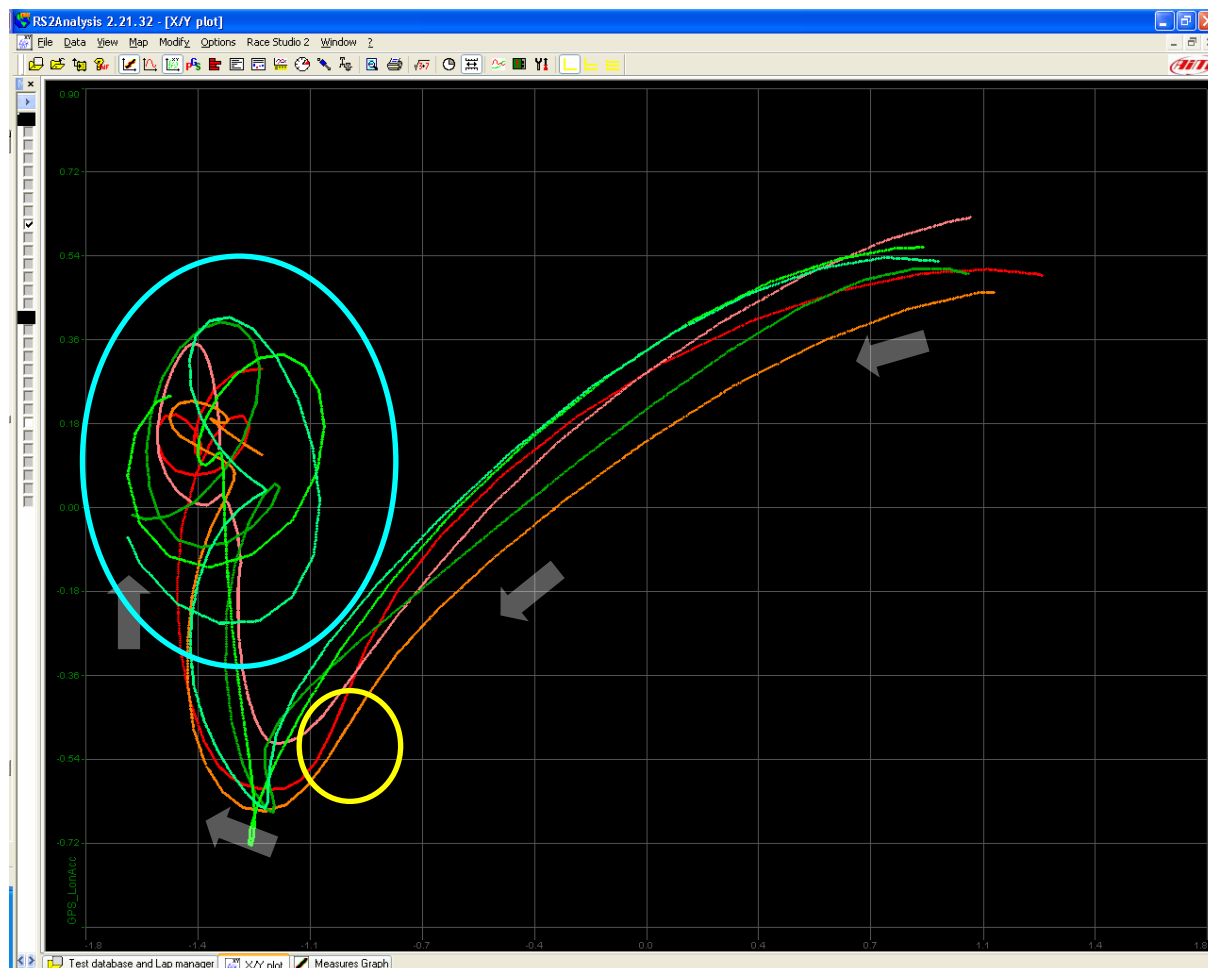 RS2Analysis 2.21.32 - [X/Y plot]
File Data View Map Modify Options Race Studio 2 Window ?
AiM
0.90
0.72
0.54
0.36
0.18
0.00
-0.18
-0.36
-0.54
-0.72
GPS_LonAcc
-1.8 -1.4 -1.1 -0.7 -0.4 0.0 0.4 0.7 1.1 1.4 1.8
Test database and Lap manager X/Y plot Measures Graph